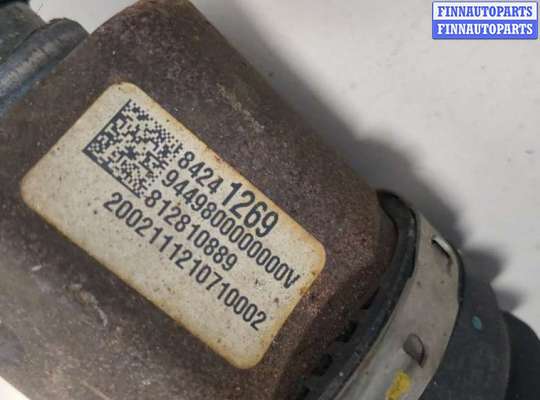 FINNAUTOPARTS
FINNAUTOPARTS
8424 1269
9449800000000V
812810889
2002111210710002